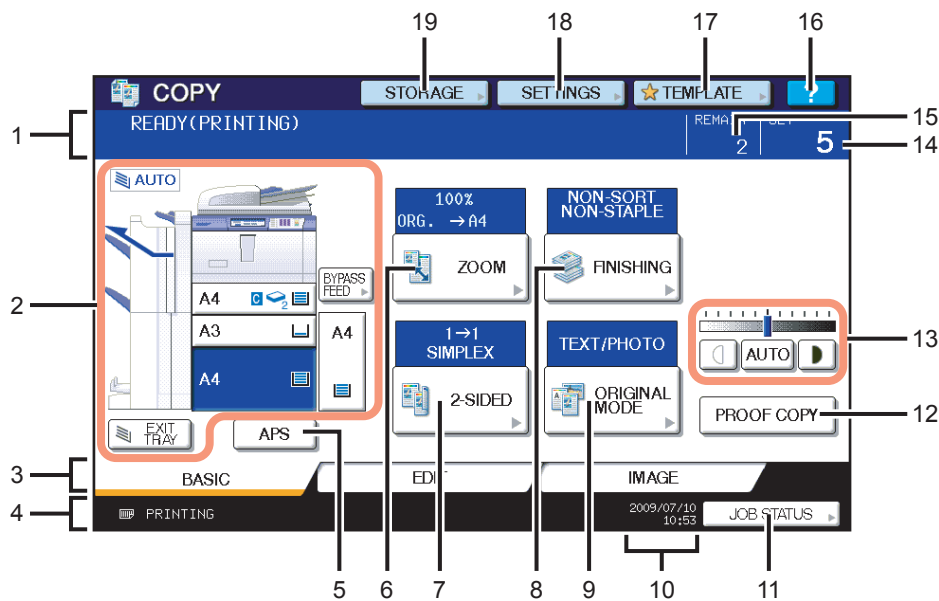 19 18 17 16
COPY STORAGE SETTINGS TEMPLATE ?
1 READY(PRINTING) REMAIN 2 SET 5 15 14
AUTO
100%
ORG. → A4
ZOOM
NON-SORT
NON-STAPLE
FINISHING
2
BYPASS
FEED
A4 C 2
A3
A4
A4
1→1
SIMPLEX
2-SIDED
TEXT/PHOTO
ORIGINAL
MODE
AUTO
13
PROOF COPY 12
EXIT
TRAY
APS
3 BASIC EDIT IMAGE
4 PRINTING 2009/07/10
10:53 JOB STATUS
5 6 7 8 9 10 11